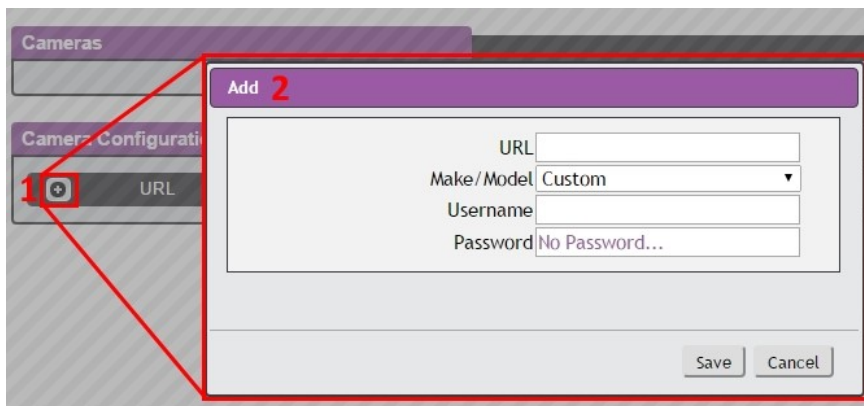 Cameras
Add 2
Camera Configurati
1 URL
URL
Make/Model Custom
Username
Password No Password...
Save Cancel